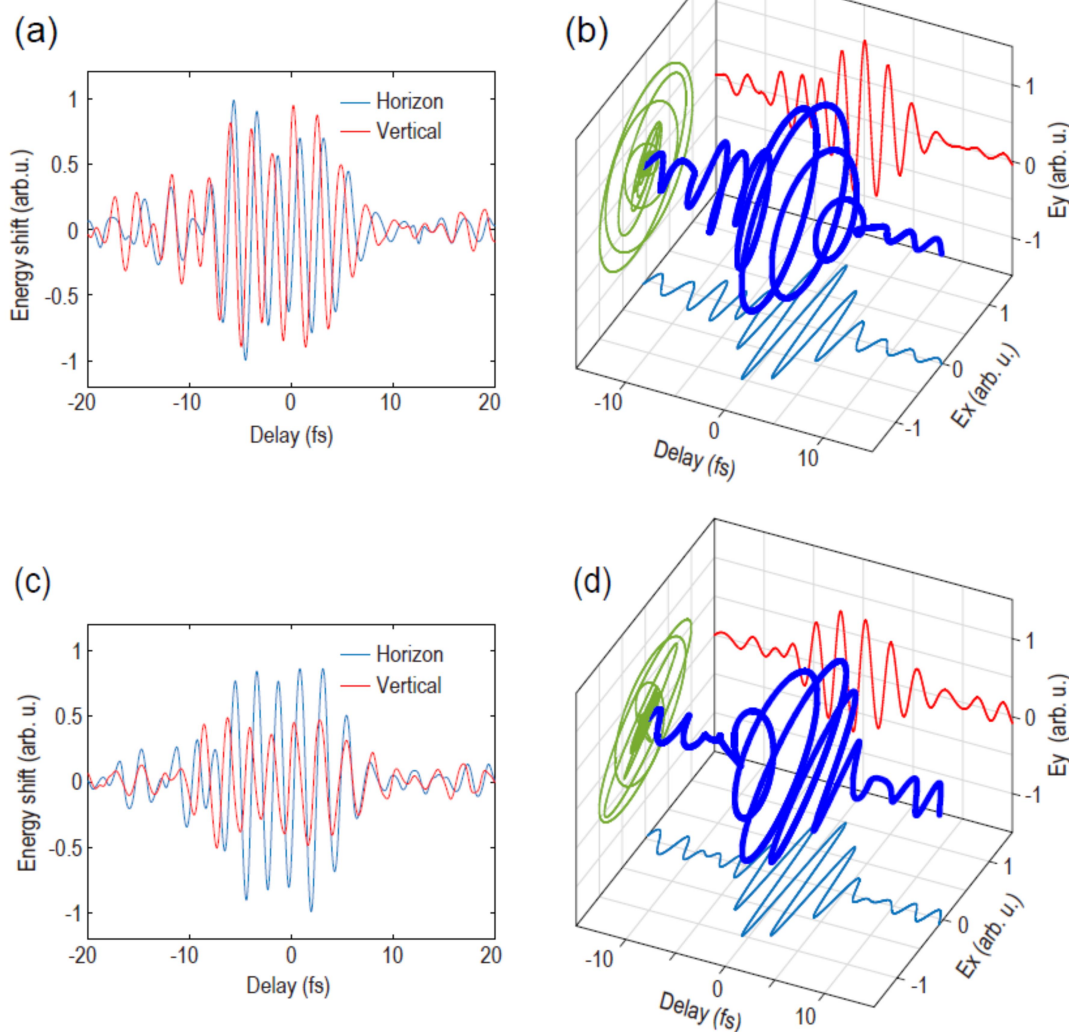 (a)
Horizon
Vertical
Energy shift (arb.u.)
1
0.5
0
-0.5
-1
-20
-10
0
10
20
Delay (fs)
(b)
1
0
-1
Ey (arb. u.)
1
0
-1
Ex (arb. u.)
-10
0
10
Delay (fs)
(c)
Horizon
Vertical
Energy shift (arb. u.)
1
0.5
0
-0.5
-1
-20
-10
0
10
20
Delay (fs)
(d)
1
0
-1
Ey (arb. u.)
1
0
-1
Ex (arb. u.)
-10
0
10
Delay (fs)